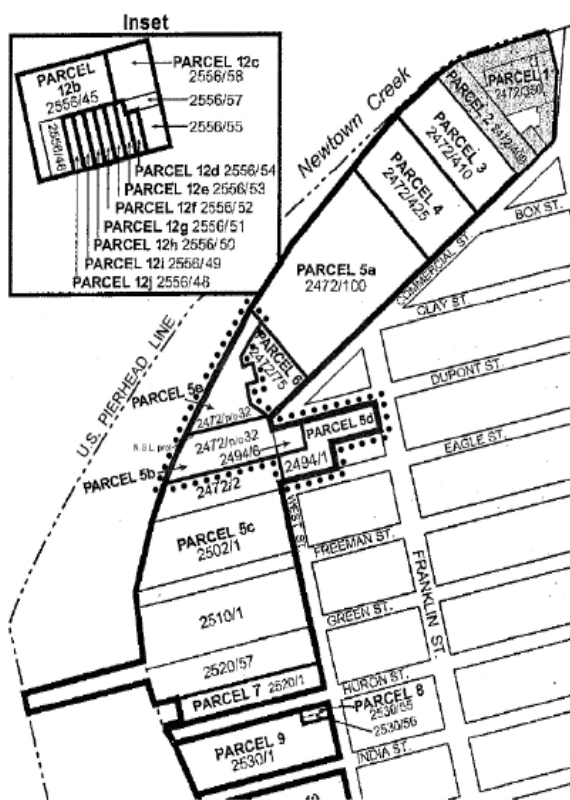 Inset
PARCEL
12b
2556/45
PARCEL 12c
2556/58
2556/57
2556/55
2556/46
PARCEL 12d 2556/54
PARCEL 12e 2556/53
PARCEL 12f 2556/52
PARCEL 12g 2556/51
PARCEL 12h 2556/50
PARCEL 12i 2556/49
PARCEL 12j 2556/48
Newtown Creek
PARCEL 1
2472/350
PARCEL 2
PARCEL 3
2472/410
PARCEL 4
2472/425
BOX ST.
COMMERCIAL ST.
PARCEL 5a
2472/100
CLAY ST.
U.S. PIERHEAD LINE
PARCEL 6
2472/75
DUPONT ST.
PARCEL 5e
2472/p/o32
PARCEL 5d
EAGLE ST.
2472/p/o32
2494/6
2494/1
PARCEL 5b
2472/2
WEST ST.
PARCEL 5c
2502/1
FREEMAN ST.
FRANKLIN ST.
2510/1
GREEN ST.
2520/57
PARCEL 7 2520/1
HURON ST.
PARCEL 8
2530/55
2530/56
PARCEL 9
2530/1
INDIA ST.